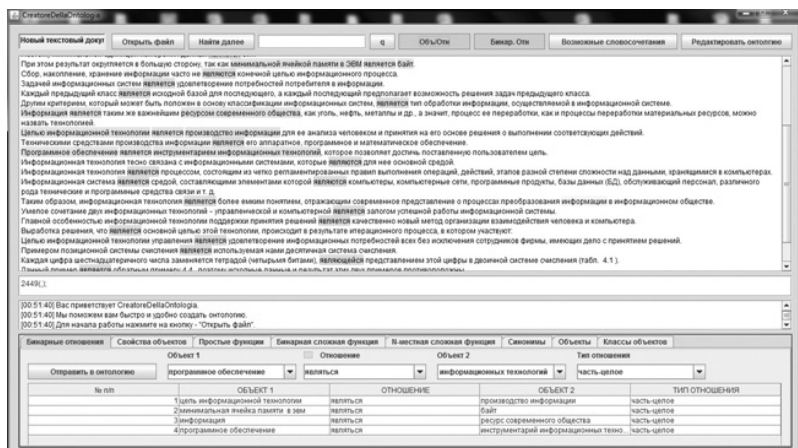 CreatoreDellaOntologia
Новый текстовый докум
Открыть файл
Найти далее
q
Объ/Отн
Бинар. Отн
Возможные словосочетания
Редактировать онтолгию
При этом результат округляется в большую сторону, так как минимальной ячейкой памяти в ЭВМ является байт.
Сбор, накопление, хранение информации часто не являются конечной целью информационного процесса.
Задачей информационных систем является удовлетворение потребностей потребителя в информации.
Каждый предыдущий класс является исходной базой для последующего, а каждый последующий предполагает возможность решения задач предыдущего класса.
Другим критерием, который может быть положен в основу классификации информационных систем, является тип обработки информации, осуществляемой в информационной системе.
Информация является таким же важнейшим ресурсом современного общества, как уголь, нефть, металлы и др., а значит, процесс ее переработки, как и процессы переработки материальных ресурсов, можно
назвать технологией.
Целью информационной технологии является производство информации для ее анализа человеком и принятия на его основе решения о выполнении соответсвующих действий.
Техническими средствами производства информации является его аппаратное, программное и математическое обеспечение.
Программное обеспечение является инструментарием информационных технологий, которое позволяет достичь поставленную пользователем цель.
Информационная технология тесно связана с информационными системами, которые являются для нее основной средой.
Информационная технология является процессом, состоящим из четко регламентированных правил выполнения операций, действий, этапов разной степени сложности над данными, хранящимися в компьютерах.
Информационная система является средой, составляющими элементами которой являются компьютеры, компьютерные сети, программные продукты, базы данных (БД), обслуживающий персонал, различного
рода технические и программные средства связи и т. д.
Таким образом, информационная технология является более емким понятием, отражающим современное представление о процессах преобразования информации в информационном обществе.
Умелое сочетание двух информационных технологий - управленческой и компьютерной является залогом успешной работы информационной системы.
Главной особенностью информационной технологии поддержки принятия решений является качественно новый метод организации взаимодействия человека и компьютера.
Выработка решения, что является основной целью этой технологии, происходит в результате итерационного процесса, в котором участвуют:
Целью информационной технологии управления является удовлетворение информационных потребностей всех без исключения сотрудников фирмы, имеющих дело с принятием решений.
Примером позиционной системы счисления является используемая нами десятичная система счисления.
Каждая цифра шестнадцатеричного числа заменяется тетрадой (четырьмя битами), являющейся представлением этой цифры в двоичной системе счисления (табл. 4.1 ).
Данный пример является обратным примеру 4.4, поэтому исходные данные и результат этих двух примеров противоположны.
2449(,);
[00:51:40] Вас приветствует CreatoreDellaOntologia,
[00:51:40] Мы поможем вам быстро и удобно создать онтологию.
[00:51:40] Для начала работы нажмите на кнопку - "Открыть файл".
Бинарные отношения
Свойства объектов
Простые функции
Бинарная сложная функция
N-местная сложная функция
Синонимы
Объекты
Классы объектов
Объект 1
Отношение
Объект 2
Тип отношения
Отправить в онтологию
программное обеспечение
являться
информационных технологий
часть-целое
№ п/п ОБЪЕКТ 1 ОТНОШЕНИЕ ОБЪЕКТ 2 ТИП ОТНОШЕНИЯ
1 цель информационной технологии являться производство информации часть-целое
2 минимальная ячейка памяти в эвм являться байт часть-целое
3 информация являться ресурс современного общества часть-целое
4 программное обеспечение являться инструментарий информационных техно... часть-целое